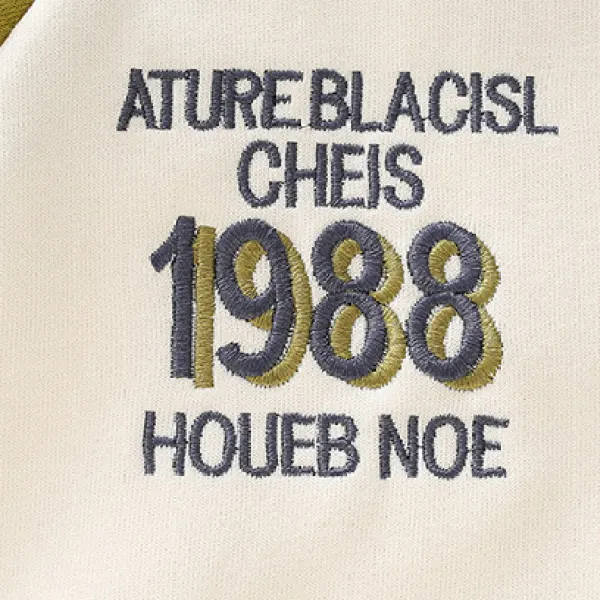 ATURE BLACISL
CHEIS
1988
HOUEB NOE